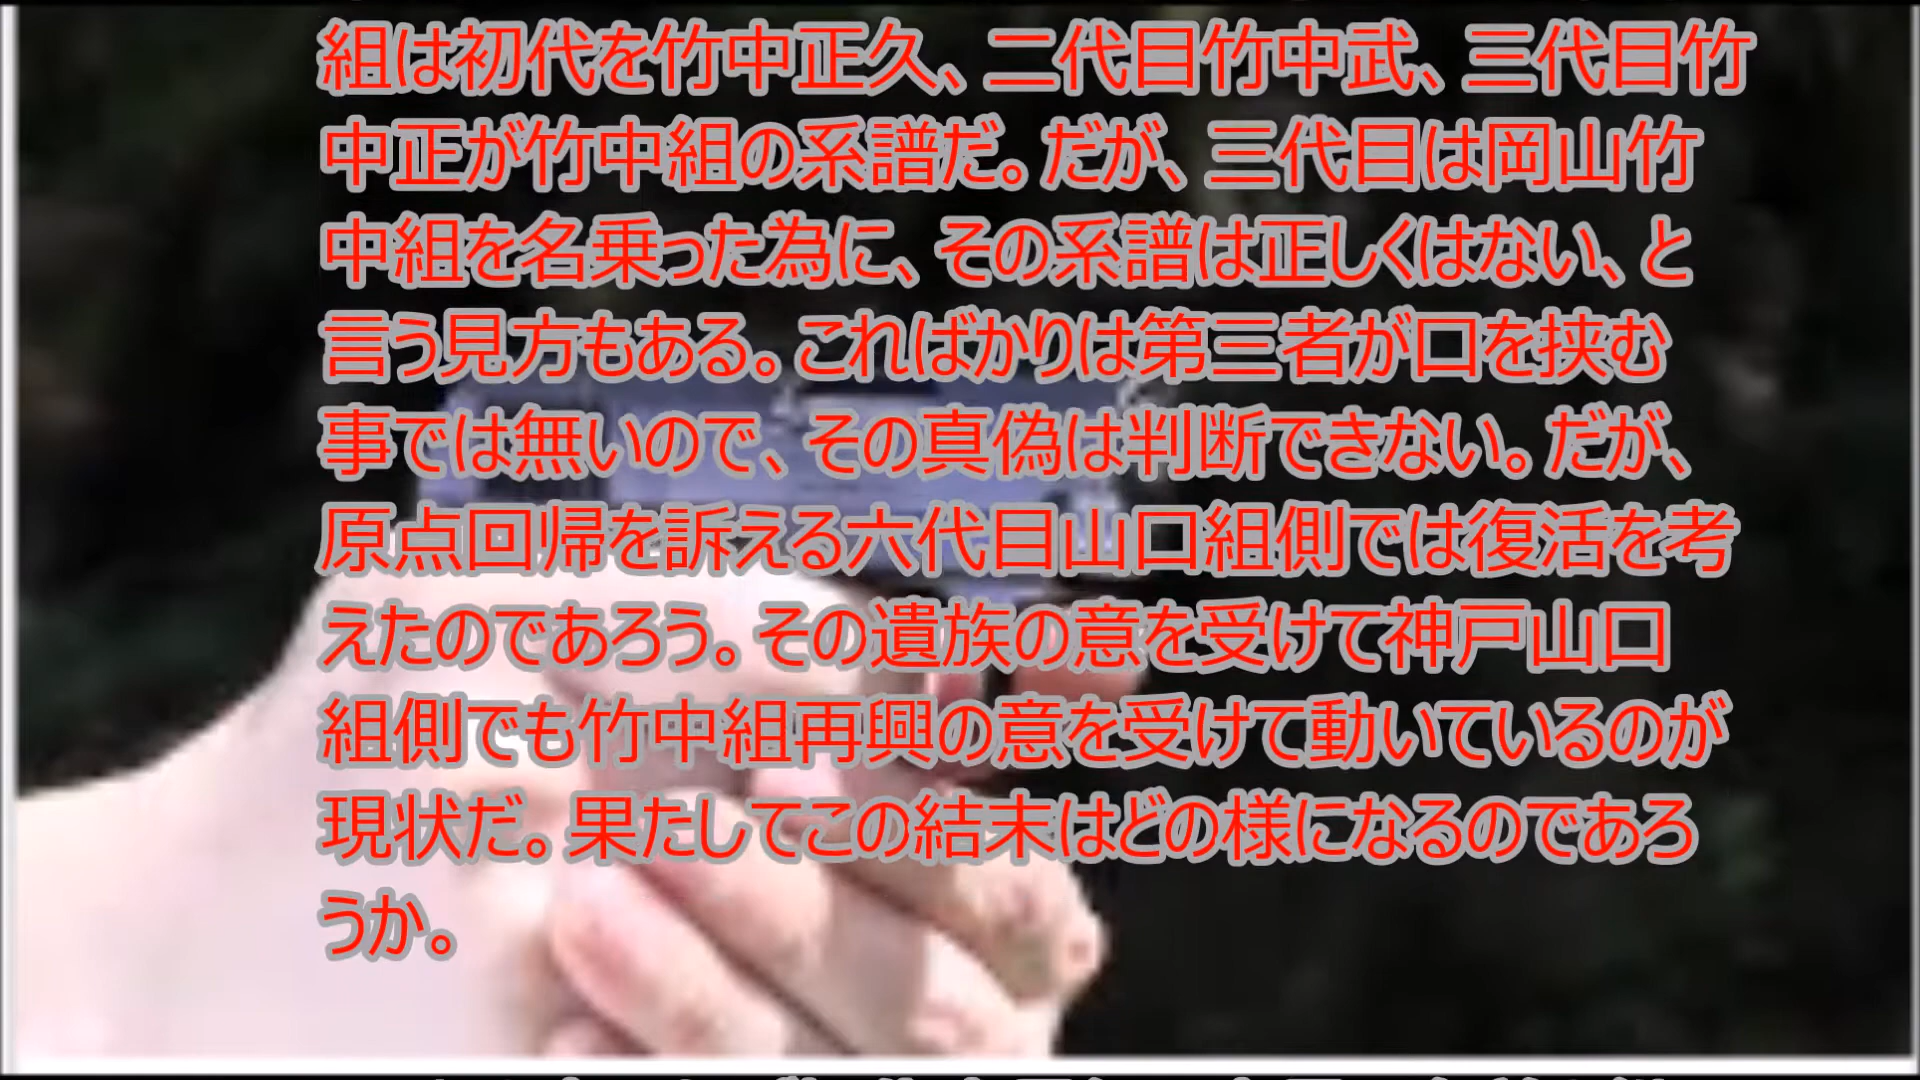 組は初代を竹中正久、二代目竹中武、三代目竹
中正が竹中組の系譜だ。だが、三代目は岡山竹
中組を名乗った為に、その系譜は正しくはない、と
言う見方もある。こればかりは第三者が口を挟む
事では無いので、その真偽は判断できない。だが、
原点回帰を訴える六代目山口組側では復活を考
えたのであろう。その遺族の意を受けて神戸山口
組側でも竹中組再興の意を受けて動いているのが
現状だ。果たしてこの結末はどの様になるのであろ
うか。